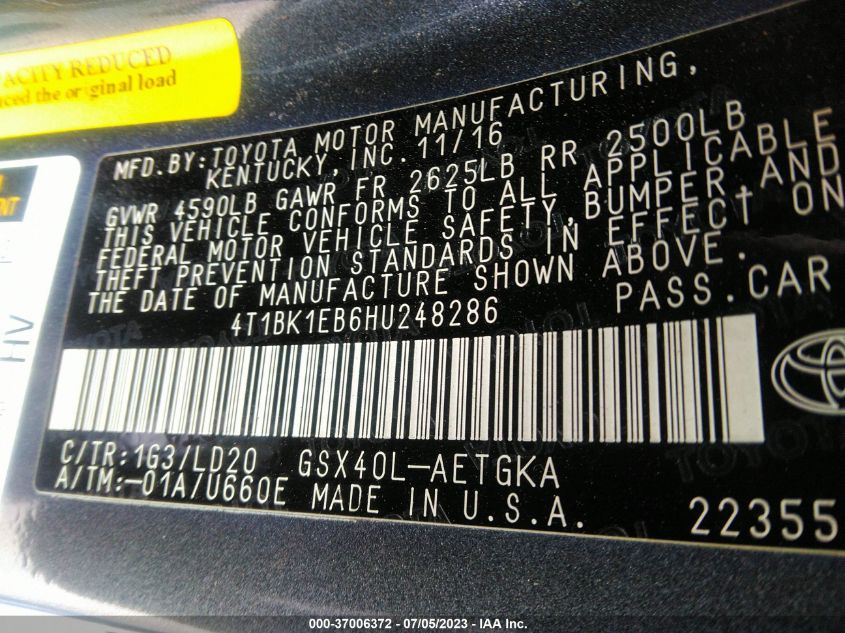 PACITY REDUCED
ced the original load
MFD.BY:TOYOTA MOTOR MANUFACTURING,
KENTUCKY,INC.11/16
GVWR 4590LB GAWR FR 2625LB RR 2500LB
THIS VEHICLE CONFORMS TO ALL APPLICABLE
FEDERAL MOTOR VEHICLE SAFETY,BUMPER,AND
THEFT PREVENTION STANDARDS IN EFFECT ON
THE DATE OF MANUFACTURE SHOWN ABOVE.
4T1BK1EB6HU248286 PASS.CAR
HV
C/TR:1G3/LD20 GSX40L-AETGKA
A/TM:-01A/U660E MADE IN U.S.A. 22355
000-37006372 - 07/05/2023 - IAA Inc.